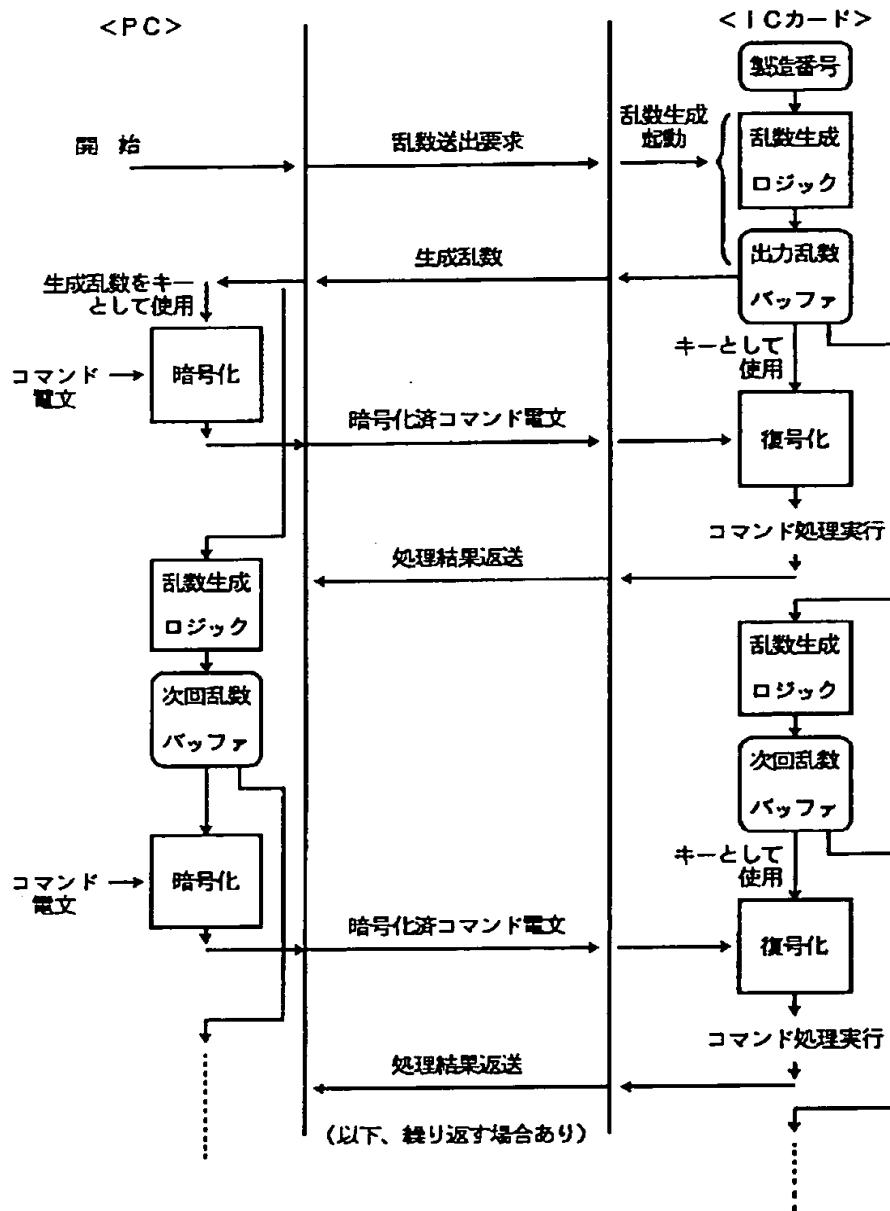 <PC>
<ICカード>
製造番号
開 始
乱数送出要求
乱数生成
起動
乱数生成
ロジック
生成乱数
出力乱数
バッファ
生成乱数をキー
として使用
キーとして
使用
コマンド
電文
暗号化
暗号化済コマンド電文
復号化
コマンド処理実行
処理結果返送
乱数生成
ロジック
乱数生成
ロジック
次回乱数
バッファ
次回乱数
バッファ
キーとして
使用
コマンド
電文
暗号化
暗号化済コマンド電文
復号化
コマンド処理実行
処理結果返送
(以下、繰り返す場合あり)